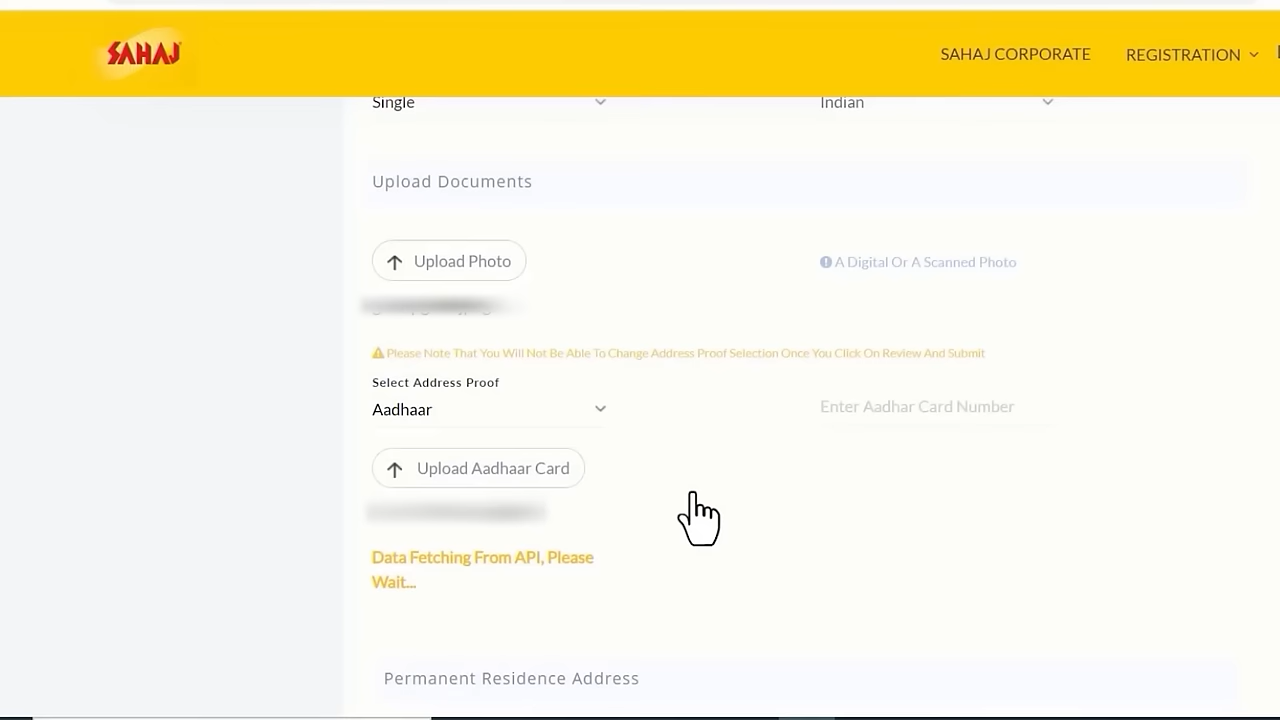 SAHAJ
SAHAJ CORPORATE
REGISTRATION
Single
Indian
Upload Documents
Upload Photo
A Digital Or A Scanned Photo
Please Note That You Will Not Be Able To Change Address Proof Selection Once You Click On Review And Submit
Select Address Proof
Aadhaar
Enter Aadhar Card Number
Upload Aadhaar Card
Data Fetching From API, Please
Wait...
Permanent Residence Address